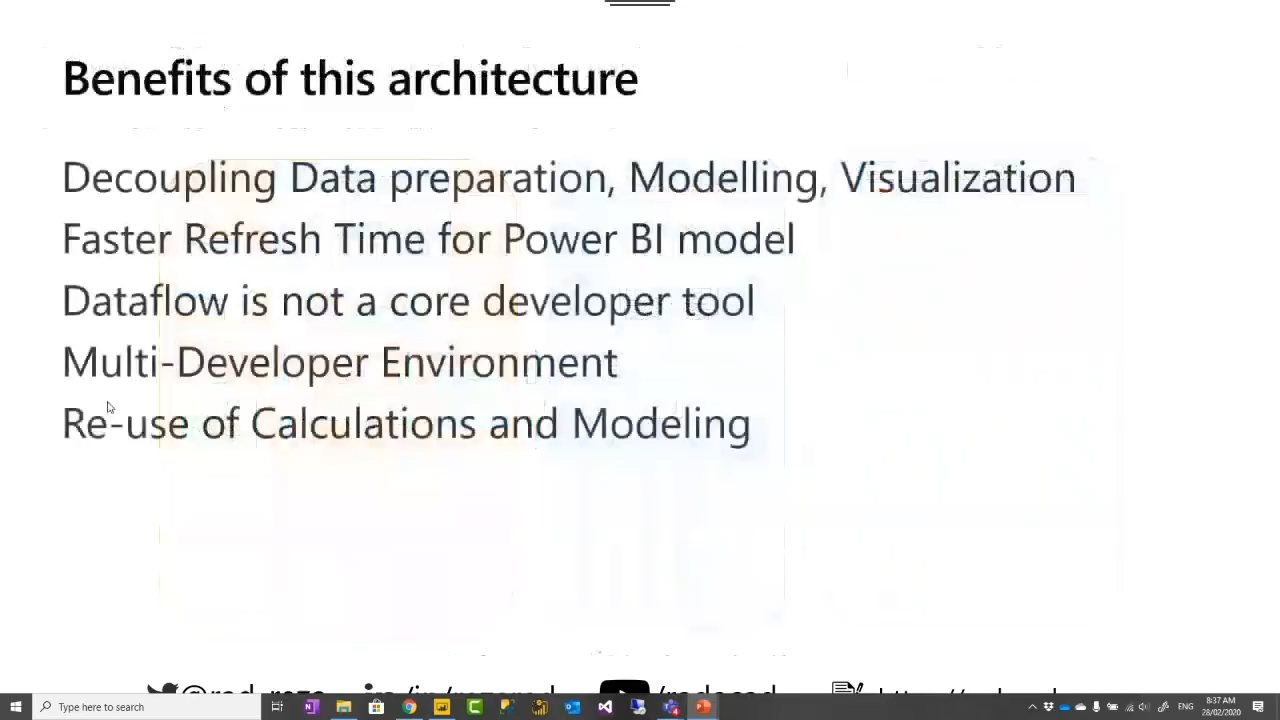 Benefits of this architecture
Decoupling Data preparation, Modelling, Visualization
Faster Refresh Time for Power BI model
Dataflow is not a core developer tool
Multi-Developer Environment
Re-use of Calculations and Modeling
Type here to search
ENG
8:37 AM
28/02/2020